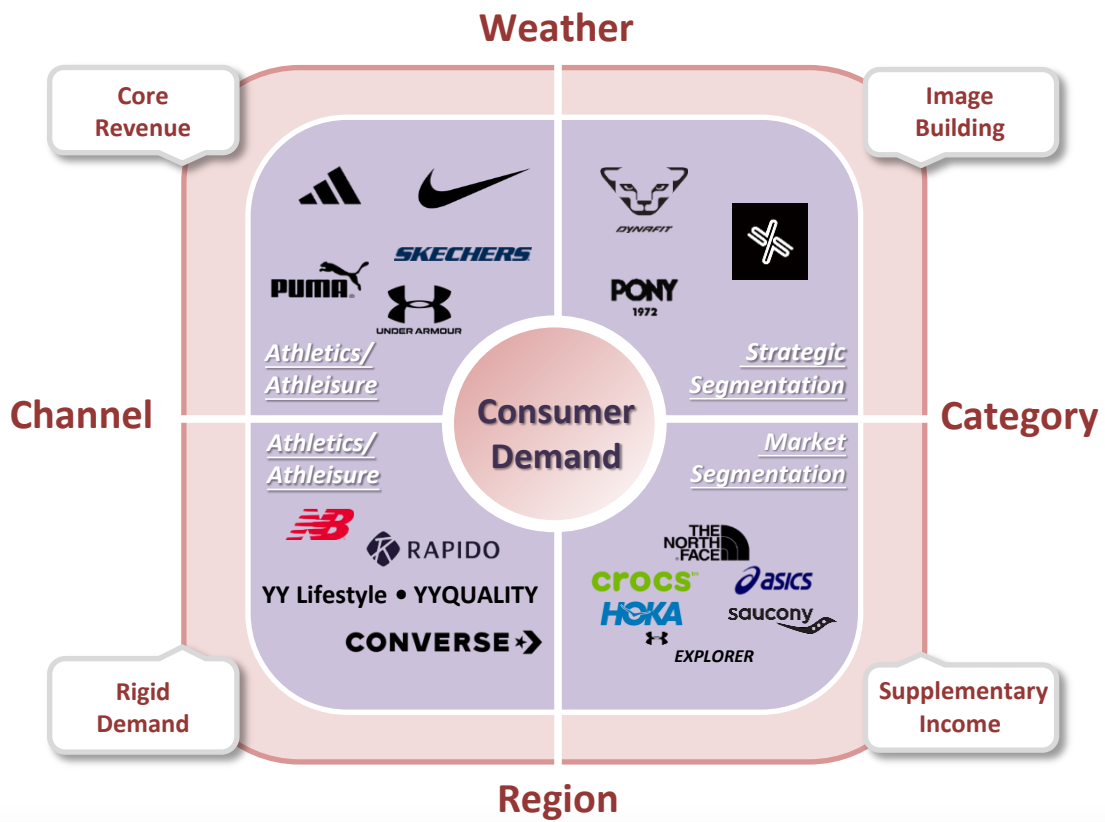 Weather
Core
Revenue
Image
Building
SKECHERS
PUMA
UNDER ARMOUR
DYNAFIT
PONY
1972
Athletics/
Athleisure
Strategic
Segmentation
Channel
Consumer
Demand
Category
Athletics/
Athleisure
Market
Segmentation
NB
RAPIDO
YY Lifestyle • YYQUALITY
CONVERSE
THE
NORTH
FACE
crocs™
asics
HOKA
saucony
EXPLORER
Rigid
Demand
Supplementary
Income
Region